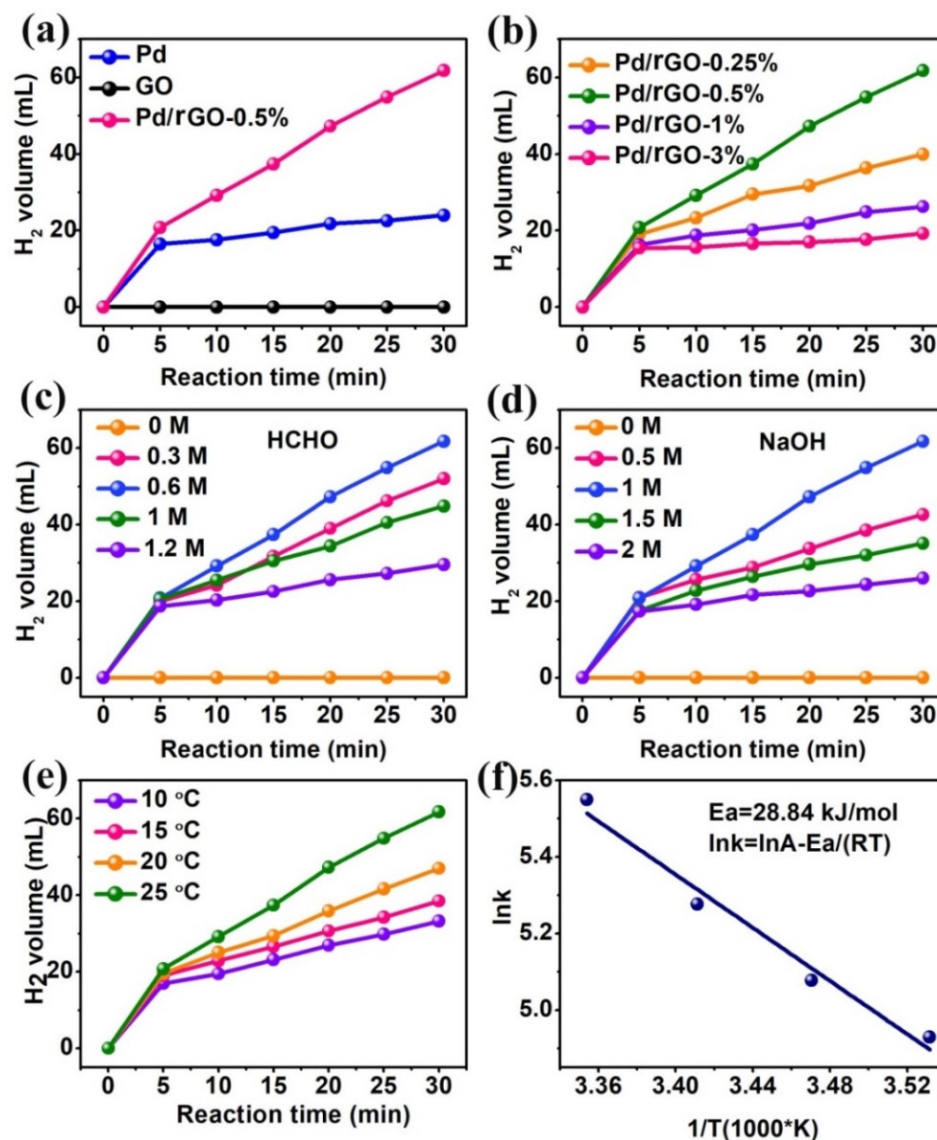 (a)
Pd
GO
Pd/rGO-0.5%
H2 volume (mL)
60
40
20
0
0 5 10 15 20 25 30
Reaction time (min)
(b)
Pd/rGO-0.25%
Pd/rGO-0.5%
Pd/rGO-1%
Pd/rGO-3%
H2 volume (mL)
60
40
20
0
0 5 10 15 20 25 30
Reaction time (min)
(c)
0 M
HCHO
0.3 M
0.6 M
1 M
1.2 M
H2 volume (mL)
60
40
20
0
0 5 10 15 20 25 30
Reaction time (min)
(d)
0 M
NaOH
0.5 M
1 M
1.5 M
2 M
H2 volume (mL)
60
40
20
0
0 5 10 15 20 25 30
Reaction time (min)
(e)
10 °C
15 °C
20 °C
25 °C
H2 volume (mL)
60
40
20
0
0 5 10 15 20 25 30
Reaction time (min)
(f)
Ea=28.84 kJ/mol
lnk=lnA-Ea/(RT)
lnk
5.6
5.4
5.2
5.0
3.36 3.40 3.44 3.48 3.52
1/T(1000*K)